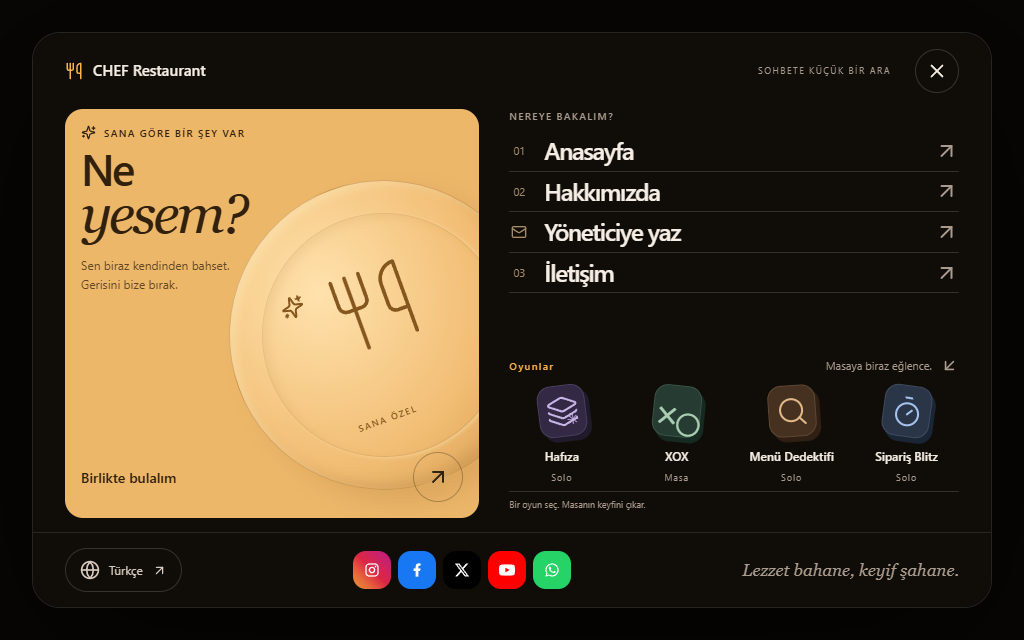 CHEF Restaurant
SOHBETE KÜÇÜK BİR ARA
SANA GÖRE BİR ŞEY VAR
Ne
yesem?
Sen biraz kendinden bahset.
Gerisini bize bırak.
SANA ÖZEL
Birlikte bulalım
NEREYE BAKALIM?
01 Anasayfa
02 Hakkımızda
Yöneticiye yaz
03 İletişim
Oyunlar
Masaya biraz eğlence.
Hafıza
Solo
XOX
Masa
Menü Dedektifi
Solo
Sipariş Blitz
Solo
Bir oyun seç. Masanın keyfini çıkar.
Türkçe
Lezzet bahane, keyif şahane.